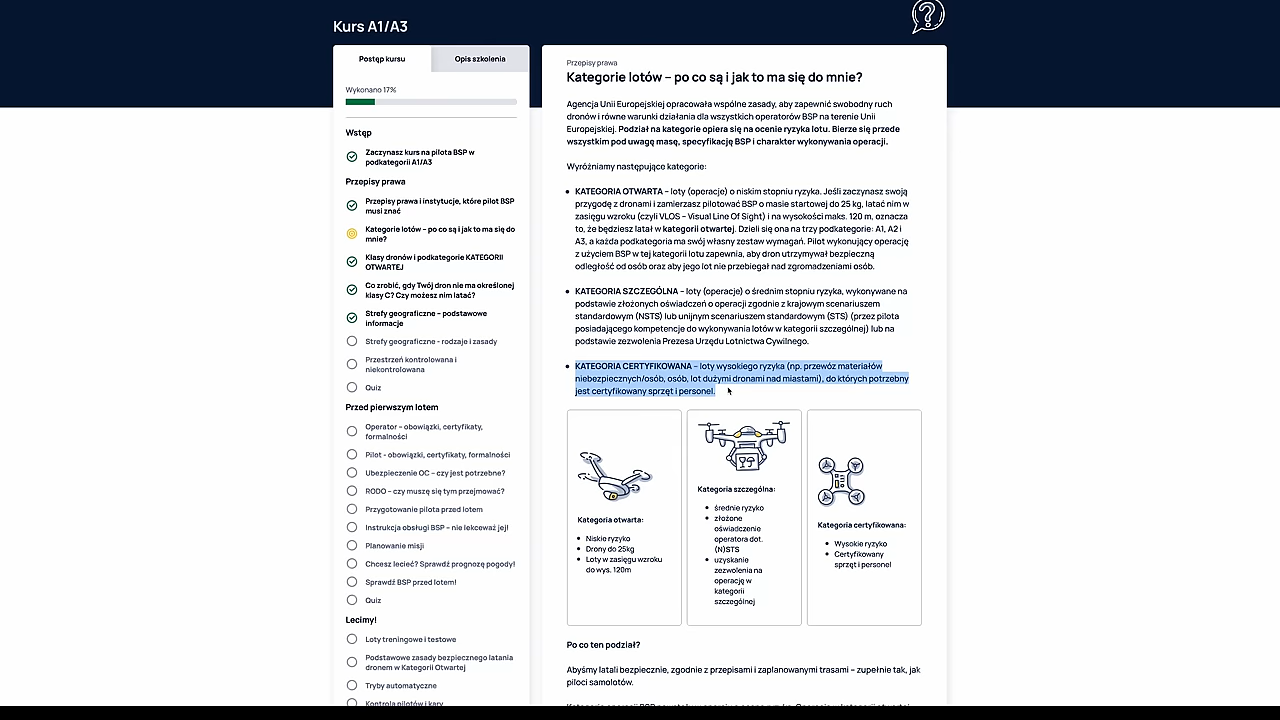 Kurs A1/A3
Postęp kursu
Opis szkolenia
Wykonano 17%
Wstęp
Zaczynasz kurs na pilota BSP w
podkategorii A1/A3
Przepisy prawa
Przepisy prawa i instytucje, które pilot BSP
musi znać
Kategorie lotów – po co są i jak to ma się do
mnie?
Klasy dronów i podkategorie KATEGORII
OTWARTEJ
Co zrobić, gdy Twój dron nie ma określonej
klasy C? Czy możesz nim latać?
Strefy geograficzne – podstawowe
informacje
Strefy geograficzne - rodzaje i zasady
Przestrzeń kontrolowana i
niekontrolowana
Quiz
Przed pierwszym lotem
Operator – obowiązki, certyfikaty,
formalności
Pilot - obowiązki, certyfikaty, formalności
Ubezpieczenie OC – czy jest potrzebne?
RODO – czy muszę się tym przejmować?
Przygotowanie pilota przed lotem
Instrukcja obsługi BSP – nie lekceważ jej!
Planowanie misji
Chcesz lecieć? Sprawdź prognozę pogody!
Sprawdź BSP przed lotem!
Quiz
Lecimy!
Loty treningowe i testowe
Podstawowe zasady bezpiecznego latania
dronem w Kategorii Otwartej
Tryby automatyczne
Kontrola pilotów i kary
Przepisy prawa
Kategorie lotów – po co są i jak to ma się do mnie?
Agencja Unii Europejskiej opracowała wspólne zasady, aby zapewnić swobodny ruch
dronów i równe warunki działania dla wszystkich operatorów BSP na terenie Unii
Europejskiej. Podział na kategorie opiera się na ocenie ryzyka lotu. Bierze się przede
wszystkim pod uwagę masę, specyfikację BSP i charakter wykonywania operacji.
Wyróżniamy następujące kategorie:
KATEGORIA OTWARTA – loty (operacje) o niskim stopniu ryzyka. Jeśli zaczynasz swoją
przygodę z dronami i zamierzasz pilotować BSP o masie startowej do 25 kg, latać nim w
zasięgu wzroku (czyli VLOS – Visual Line Of Sight) i na wysokości maks. 120 m, oznacza
to, że będziesz latał w kategorii otwartej. Dzieli się ona na trzy podkategorie: A1, A2 i
A3, a każda podkategoria ma swój własny zestaw wymagań. Pilot wykonujący operację
z użyciem BSP w tej kategorii lotu zapewnia, aby dron utrzymywał bezpieczną
odległość od osób oraz aby jego lot nie przebiegał nad zgromadzeniami osób.
KATEGORIA SZCZEGÓLNA – loty (operacje) o średnim stopniu ryzyka, wykonywane na
podstawie złożonych oświadczeń o operacji zgodnie z krajowym scenariuszem
standardowym (NSTS) lub unijnym scenariuszem standardowym (STS) (przez pilota
posiadającego kompetencje do wykonywania lotów w kategorii szczególnej) lub na
podstawie zezwolenia Prezesa Urzędu Lotnictwa Cywilnego.
KATEGORIA CERTYFIKOWANA – loty wysokiego ryzyka (np. przewóz materiałów
niebezpiecznych/osób, osób, lot dużymi dronami nad miastami), do których potrzebny
jest certyfikowany sprzęt i personel.
Kategoria otwarta:
Niskie ryzyko
Drony do 25kg
Loty w zasięgu wzroku
do wys. 120m
Kategoria szczególna:
średnie ryzyko
złożone
oświadczenie
operatora dot.
(N)STS
uzyskanie
zezwolenia na
operację w
kategorii
szczególnej
Kategoria certyfikowana:
Wysokie ryzyko
Certyfikowany
sprzęt i personel
Po co ten podział?
Abyśmy latali bezpiecznie, zgodnie z przepisami i zaplanowanymi trasami – zupełnie tak, jak
piloci samolotów.